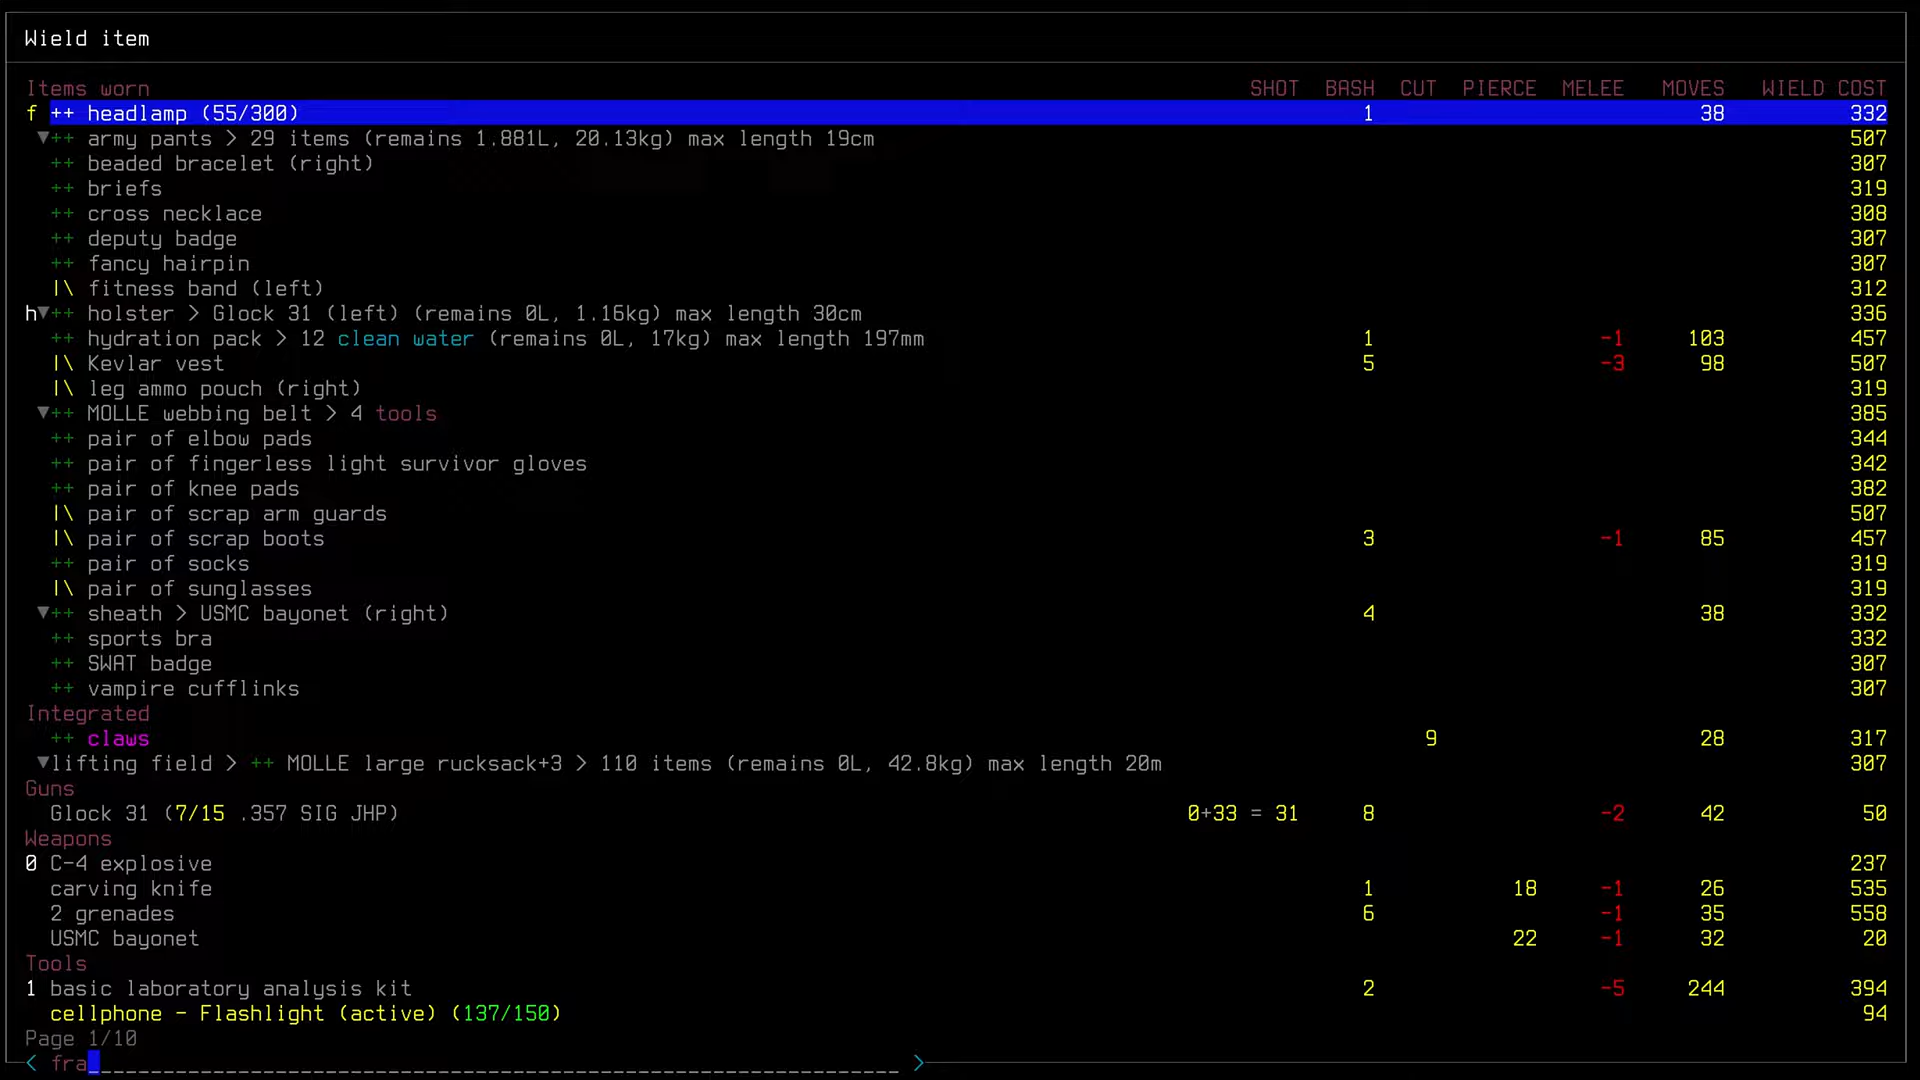 Wield item
Items worn SHOT BASH CUT PIERCE MELEE MOVES WIELD COST
f ++ headlamp (55/300) 1 38 332
▼++ army pants > 29 items (remains 1.881L, 20.13kg) max length 19cm 507
++ beaded bracelet (right) 307
++ briefs 319
++ cross necklace 308
++ deputy badge 307
++ fancy hairpin 307
|\ fitness band (left) 312
h▼++ holster > Glock 31 (left) (remains 0L, 1.16kg) max length 30cm 336
++ hydration pack > 12 clean water (remains 0L, 17kg) max length 197mm 1 -1 103 457
|\ Kevlar vest 5 -3 98 507
|\ leg ammo pouch (right) 319
▼++ MOLLE webbing belt > 4 tools 385
++ pair of elbow pads 344
++ pair of fingerless light survivor gloves 342
++ pair of knee pads 382
|\ pair of scrap arm guards 507
|\ pair of scrap boots 3 -1 85 457
++ pair of socks 319
|\ pair of sunglasses 319
▼++ sheath > USMC bayonet (right) 4 38 332
++ sports bra 332
++ SWAT badge 307
++ vampire cufflinks 307
Integrated
++ claws 9 28 317
▼lifting field > ++ MOLLE large rucksack+3 > 110 items (remains 0L, 42.8kg) max length 20m 307
Guns
Glock 31 (7/15 .357 SIG JHP) 0+33 = 31 8 -2 42 50
Weapons
0 C-4 explosive 237
carving knife 1 18 -1 26 535
2 grenades 6 -1 35 558
USMC bayonet 22 -1 32 20
Tools
1 basic laboratory analysis kit 2 -5 244 394
cellphone - Flashlight (active) (137/150) 94
Page 1/10
< fra_________________________________________________________________ >